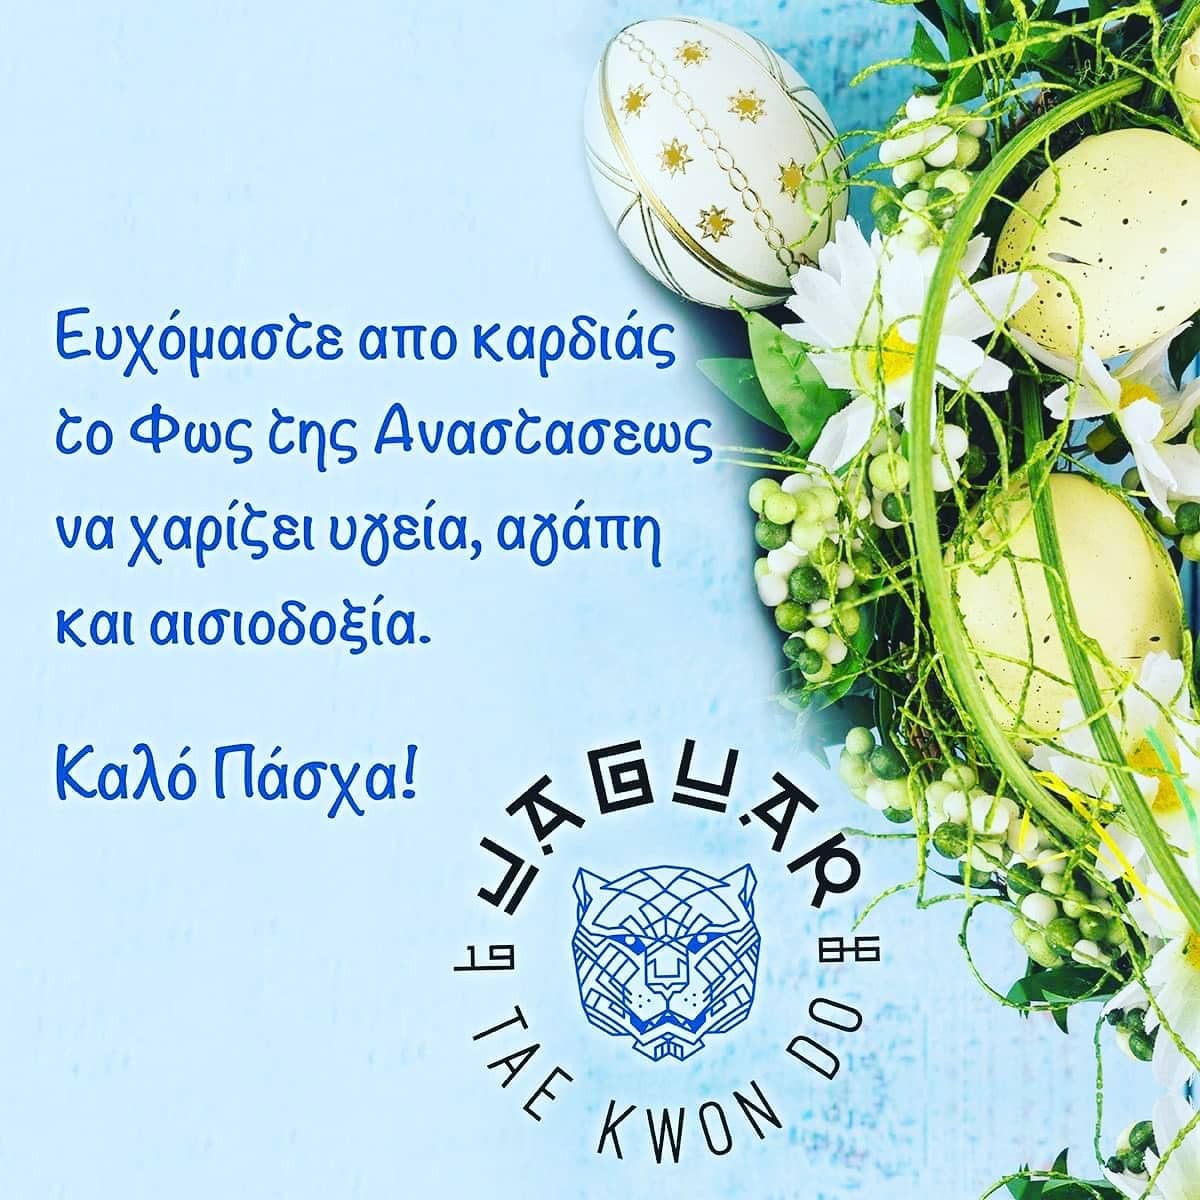 Ευχόμαστε απο καρδιάς
το Φως της Αναστασεως
να χαρίζει υγεία, αγάπη
και αισιοδοξία.
Καλό Πάσχα!
JAGUAR
19 86
TAE KWON DO